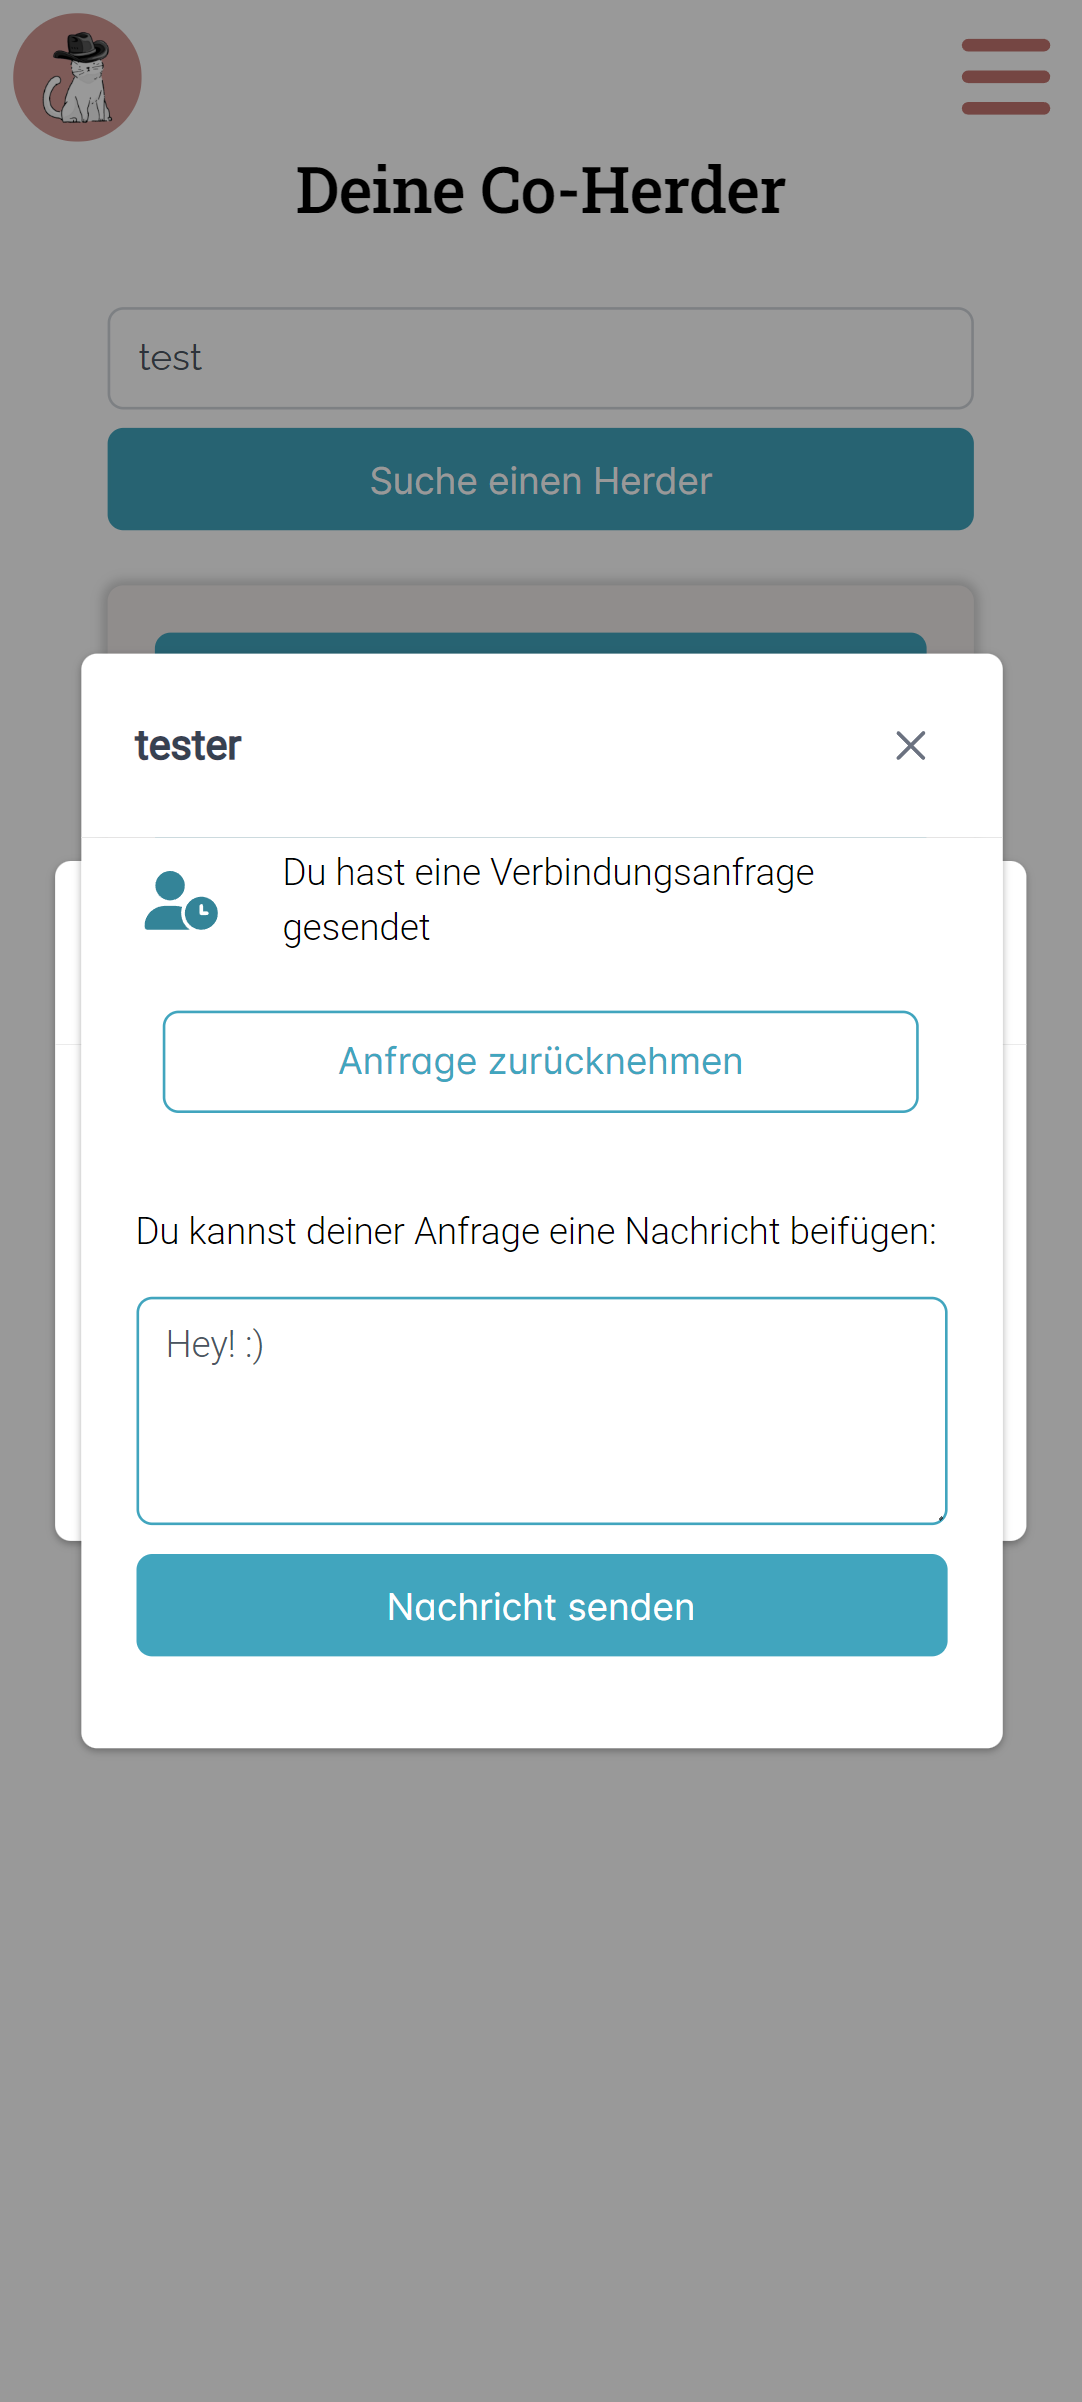 Deine Co-Herder
test
Suche einen Herder
tester
Du hast eine Verbindungsanfrage
gesendet
Anfrage zurücknehmen
Du kannst deiner Anfrage eine Nachricht beifügen:
Hey! :)
Nachricht senden